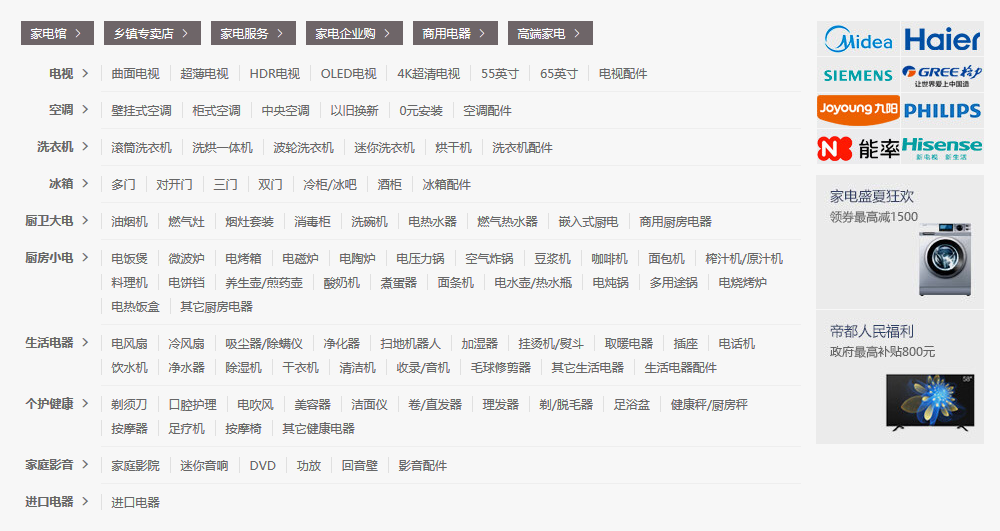 家电馆 乡镇专卖店 家电服务 家电企业购 商用电器 高端家电
电视 曲面电视 超薄电视 HDR电视 OLED电视 4K超清电视 55英寸 65英寸 电视配件
空调 壁挂式空调 柜式空调 中央空调 以旧换新 0元安装 空调配件
洗衣机 滚筒洗衣机 洗烘一体机 波轮洗衣机 迷你洗衣机 烘干机 洗衣机配件
冰箱 多门 对开门 三门 双门 冷柜/冰吧 酒柜 冰箱配件
厨卫大电 油烟机 燃气灶 烟灶套装 消毒柜 洗碗机 电热水器 燃气热水器 嵌入式厨电 商用厨房电器
厨房小电 电饭煲 微波炉 电烤箱 电磁炉 电陶炉 电压力锅 空气炸锅 豆浆机 咖啡机 面包机 榨汁机/原汁机
料理机 电饼铛 养生壶/煎药壶 酸奶机 煮蛋器 面条机 电水壶/热水瓶 电炖锅 多用途锅 电烧烤炉
电热饭盒 其它厨房电器
生活电器 电风扇 冷风扇 吸尘器/除螨仪 净化器 扫地机器人 加湿器 挂烫机/熨斗 取暖电器 插座 电话机
饮水机 净水器 除湿机 干衣机 清洁机 收录/音机 毛球修剪器 其它生活电器 生活电器配件
个护健康 剃须刀 口腔护理 电吹风 美容器 洁面仪 卷/直发器 理发器 剃/脱毛器 足浴盆 健康秤/厨房秤
按摩器 足疗机 按摩椅 其它健康电器
家庭影音 家庭影院 迷你音响 DVD 功放 回音壁 影音配件
进口电器 进口电器
Midea Haier
SIEMENS GREE格力
让世界爱上中国造
Joyoung九阳 PHILIPS
N 能率 Hisense
新电视 新生活
家电盛夏狂欢
领券最高减1500
帝都人民福利
政府最高补贴800元
58"